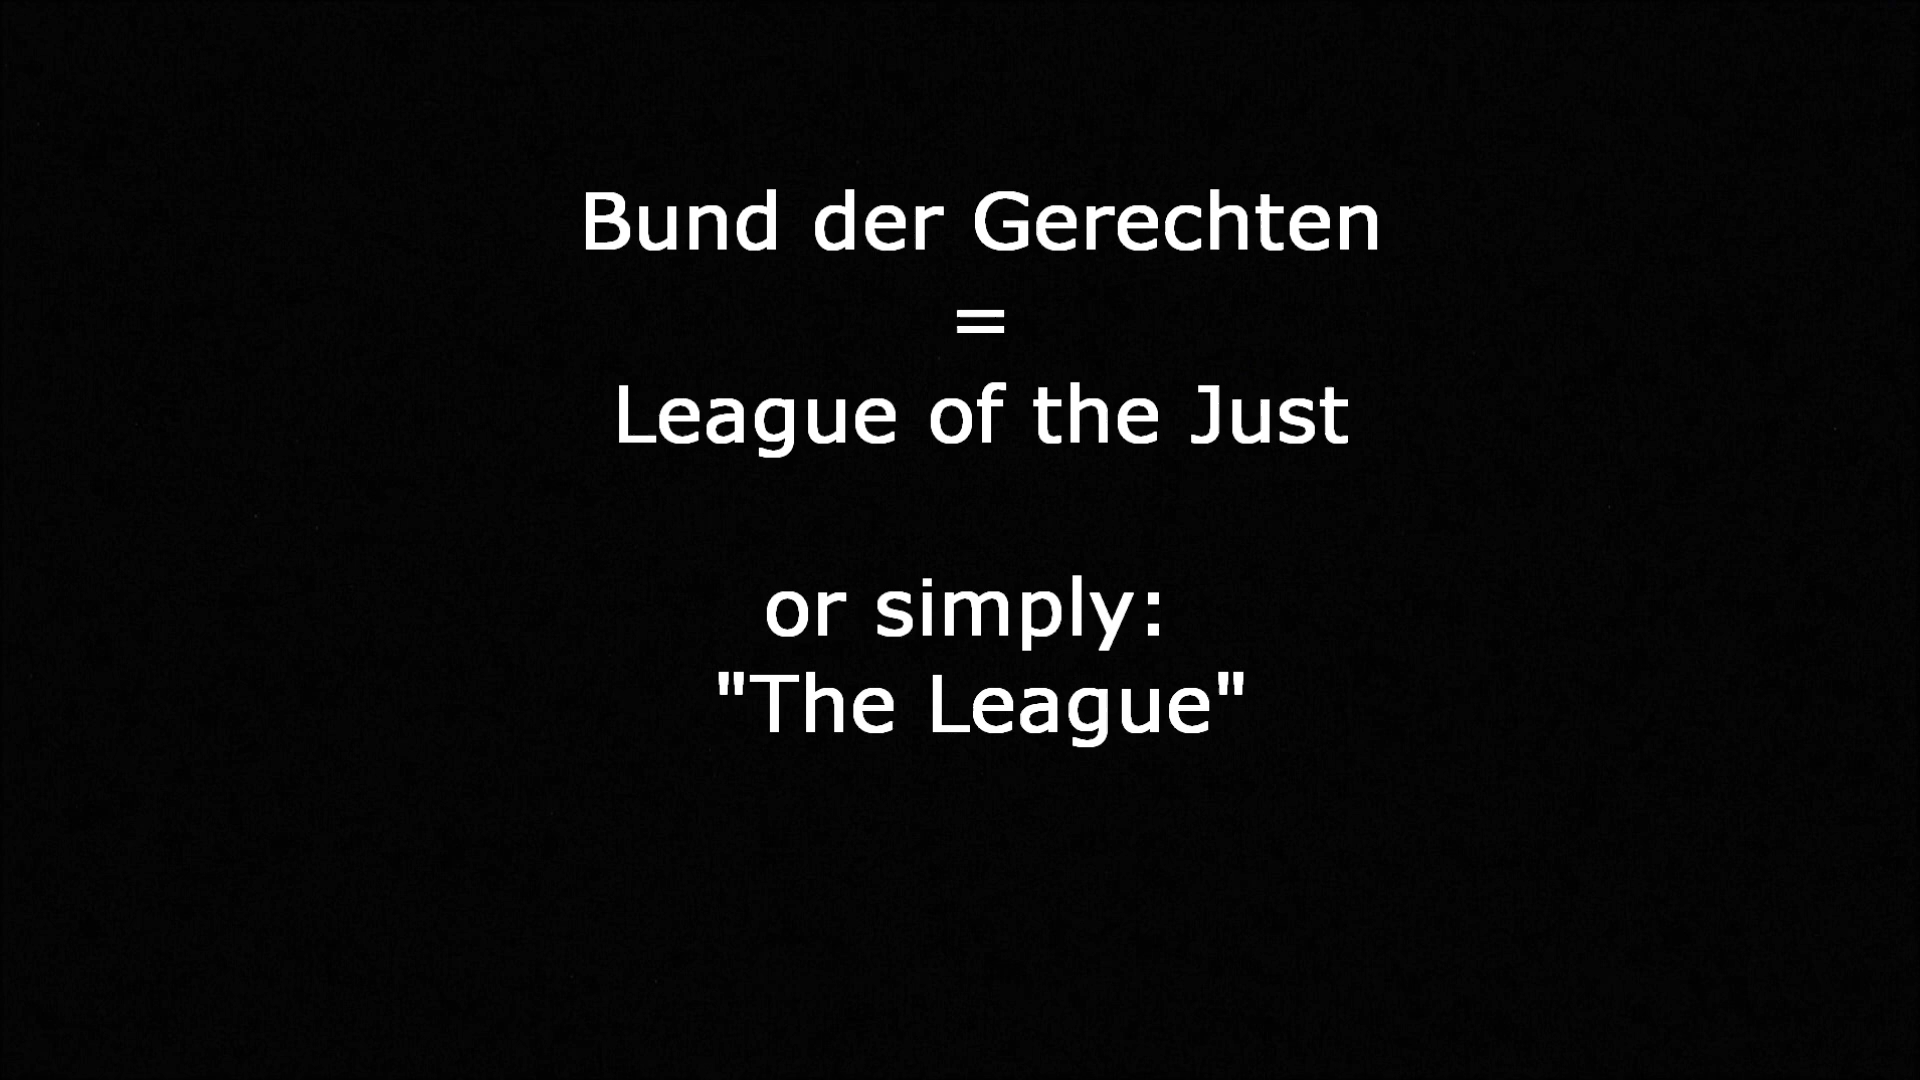 Bund der Gerechten
=
League of the Just
or simply:
"The League"